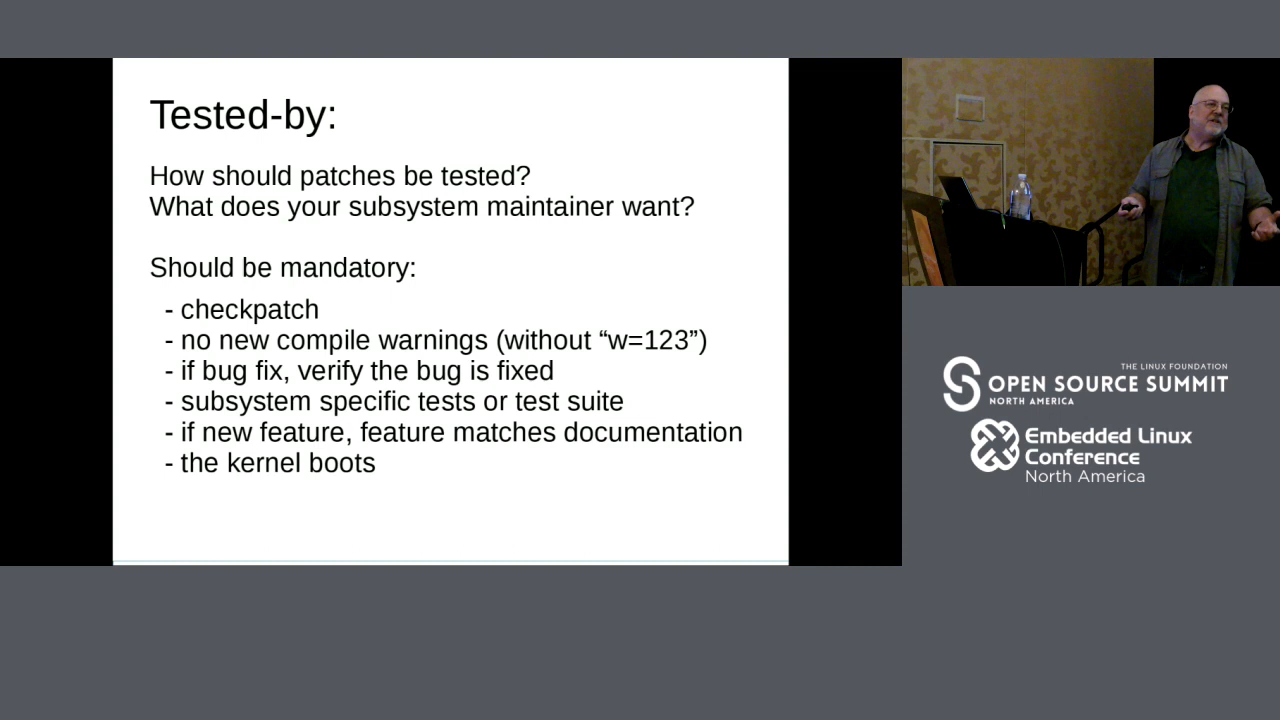 Tested-by:
How should patches be tested?
What does your subsystem maintainer want?
Should be mandatory:
- checkpatch
- no new compile warnings (without “w=123”)
- if bug fix, verify the bug is fixed
- subsystem specific tests or test suite
- if new feature, feature matches documentation
- the kernel boots
THE LINUX FOUNDATION
OPEN SOURCE SUMMIT
NORTH AMERICA
Embedded Linux
Conference
North America